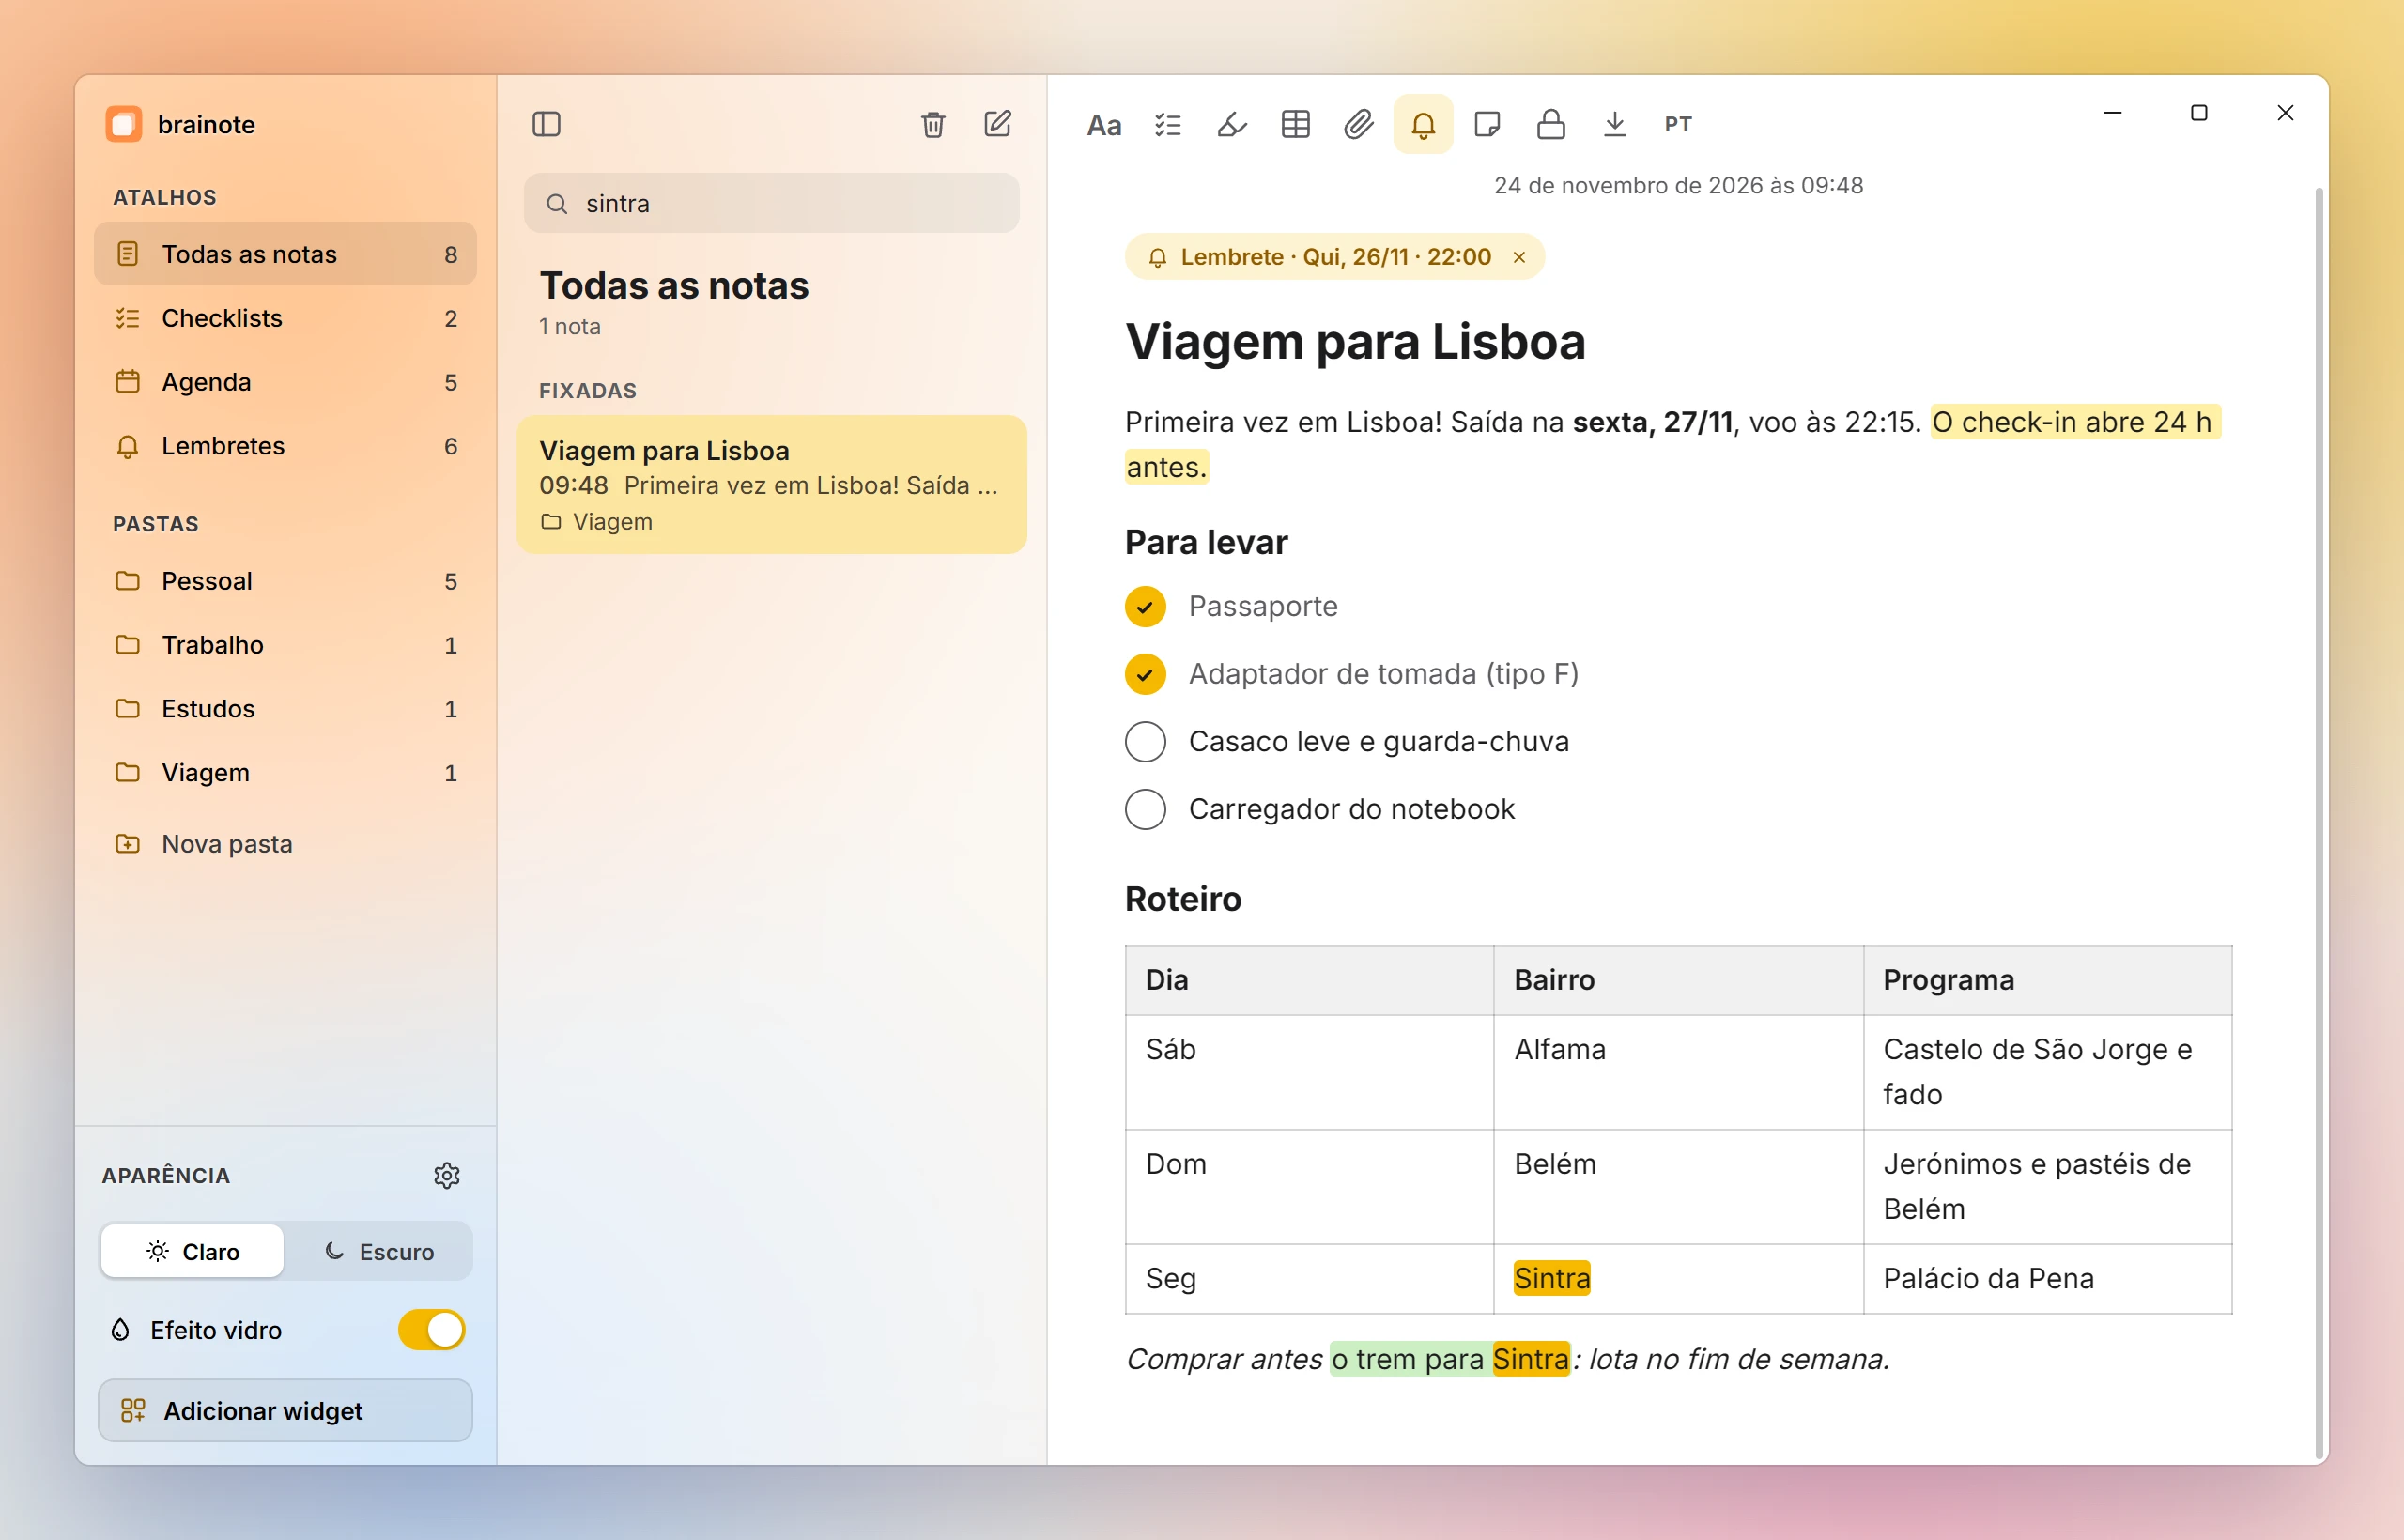 brainote
ATALHOS
Todas as notas 8
Checklists 2
Agenda 5
Lembretes 6
PASTAS
Pessoal 5
Trabalho 1
Estudos 1
Viagem 1
Nova pasta
APARÊNCIA
Claro Escuro
Efeito vidro
Adicionar widget
sintra
Todas as notas
1 nota
FIXADAS
Viagem para Lisboa
09:48 Primeira vez em Lisboa! Saída ...
Viagem
Aa PT
24 de novembro de 2026 às 09:48
Lembrete · Qui, 26/11 · 22:00 ×
Viagem para Lisboa
Primeira vez em Lisboa! Saída na sexta, 27/11, voo às 22:15. O check-in abre 24 h
antes.
Para levar
Passaporte
Adaptador de tomada (tipo F)
Casaco leve e guarda-chuva
Carregador do notebook
Roteiro
Dia Bairro Programa
Sáb Alfama Castelo de São Jorge e
fado
Dom Belém Jerónimos e pastéis de
Belém
Seg Sintra Palácio da Pena
Comprar antes o trem para Sintra: lota no fim de semana.